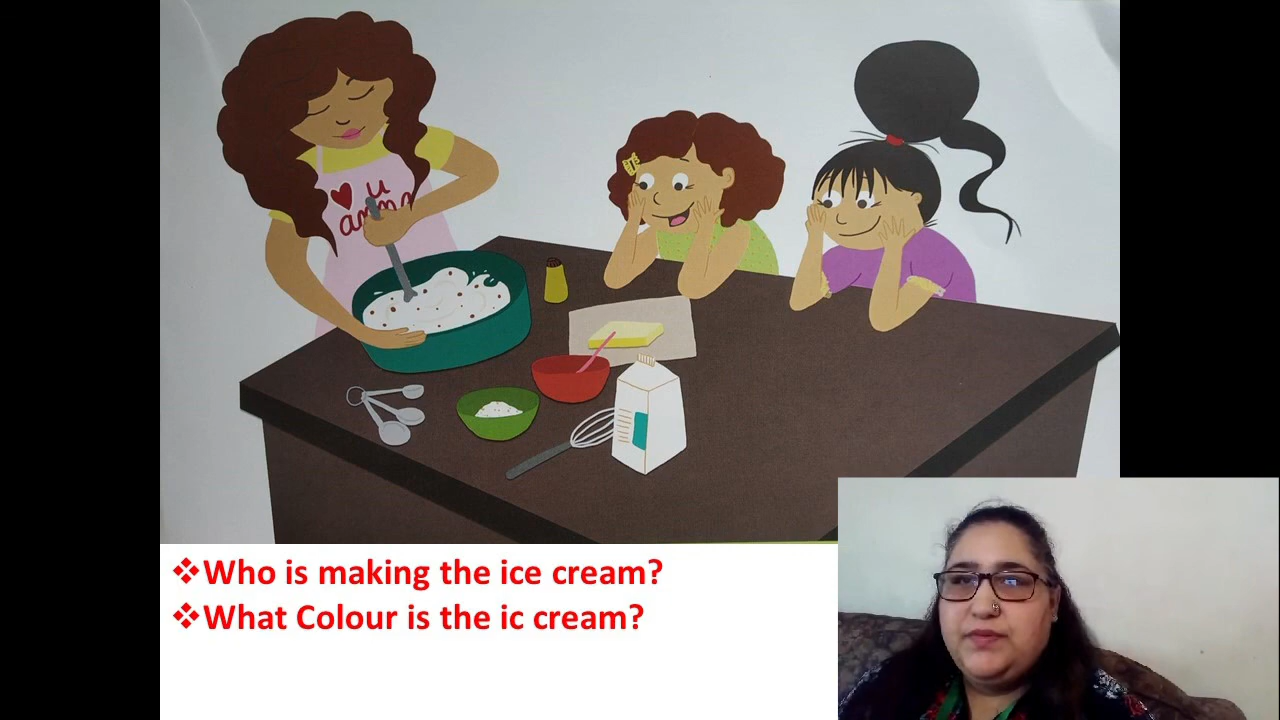 u
amma
❖Who is making the ice cream?
❖What Colour is the ic cream?